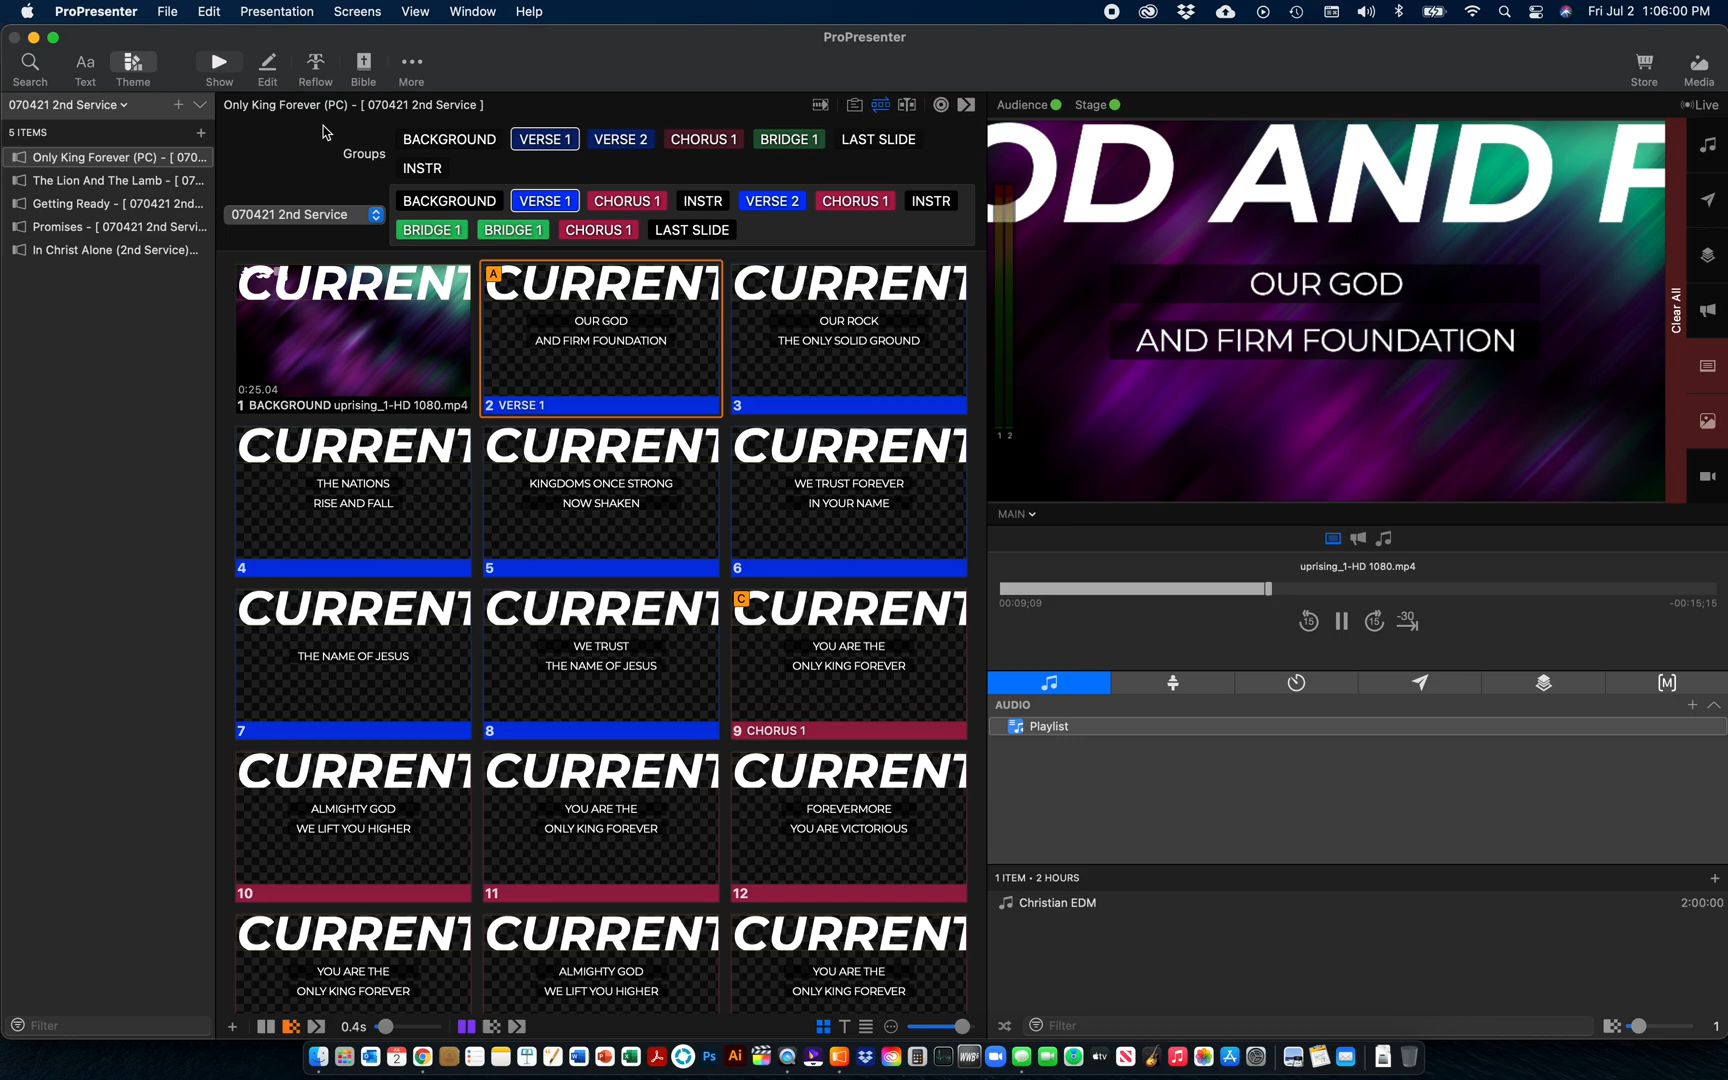 ProPresenter File Edit Presentation Screens View Window Help
Fri Jul 2 1:06:00 PM
ProPresenter
Search Text Theme Show Edit Reflow Bible More
Store Media
070421 2nd Service
Only King Forever (PC) - [ 070421 2nd Service ]
Audience Stage
Live
5 ITEMS
Only King Forever (PC) - [ 070...
The Lion And The Lamb - [ 07...
Getting Ready - [ 070421 2nd...
Promises - [ 070421 2nd Servi...
In Christ Alone (2nd Service)...
Groups
BACKGROUND VERSE 1 VERSE 2 CHORUS 1 BRIDGE 1 LAST SLIDE
INSTR
070421 2nd Service
BACKGROUND VERSE 1 CHORUS 1 INSTR VERSE 2 CHORUS 1 INSTR
BRIDGE 1 BRIDGE 1 CHORUS 1 LAST SLIDE
CURRENT
0:25.04
1 BACKGROUND uprising_1-HD 1080.mp4
A
CURRENT
OUR GOD
AND FIRM FOUNDATION
2 VERSE 1
CURRENT
OUR ROCK
THE ONLY SOLID GROUND
3
CURRENT
THE NATIONS
RISE AND FALL
4
CURRENT
KINGDOMS ONCE STRONG
NOW SHAKEN
5
CURRENT
WE TRUST FOREVER
IN YOUR NAME
6
CURRENT
THE NAME OF JESUS
7
CURRENT
WE TRUST
THE NAME OF JESUS
8
C
CURRENT
YOU ARE THE
ONLY KING FOREVER
9 CHORUS 1
CURRENT
ALMIGHTY GOD
WE LIFT YOU HIGHER
10
CURRENT
YOU ARE THE
ONLY KING FOREVER
11
CURRENT
FOREVERMORE
YOU ARE VICTORIOUS
12
CURRENT
YOU ARE THE
ONLY KING FOREVER
CURRENT
ALMIGHTY GOD
WE LIFT YOU HIGHER
CURRENT
YOU ARE THE
ONLY KING FOREVER
Filter
0.4s
OD AND F
OUR GOD
AND FIRM FOUNDATION
1 2
Clear All
MAIN
uprising_1-HD 1080.mp4
00:09;09
-00:15;15
15 15 -30
[M]
AUDIO
Playlist
1 ITEM • 2 HOURS
Christian EDM
2:00:00
Filter
1
2 Ps Ai tv